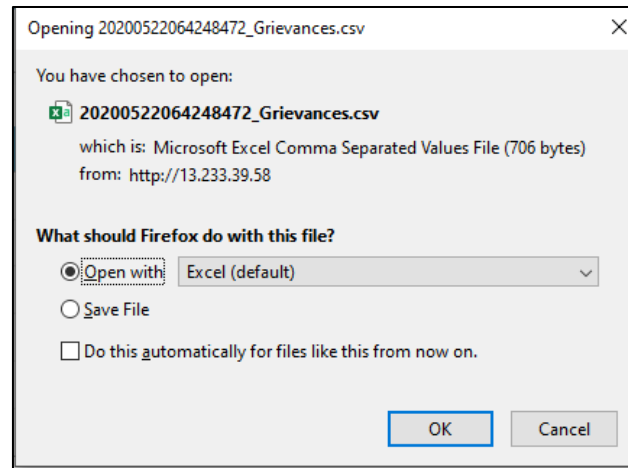 Opening 20200522064248472_Grievances.csv
You have chosen to open:
20200522064248472_Grievances.csv
which is: Microsoft Excel Comma Separated Values File (706 bytes)
from: http://13.233.39.58
What should Firefox do with this file?
Open with Excel (default)
Save File
Do this automatically for files like this from now on.
OK Cancel